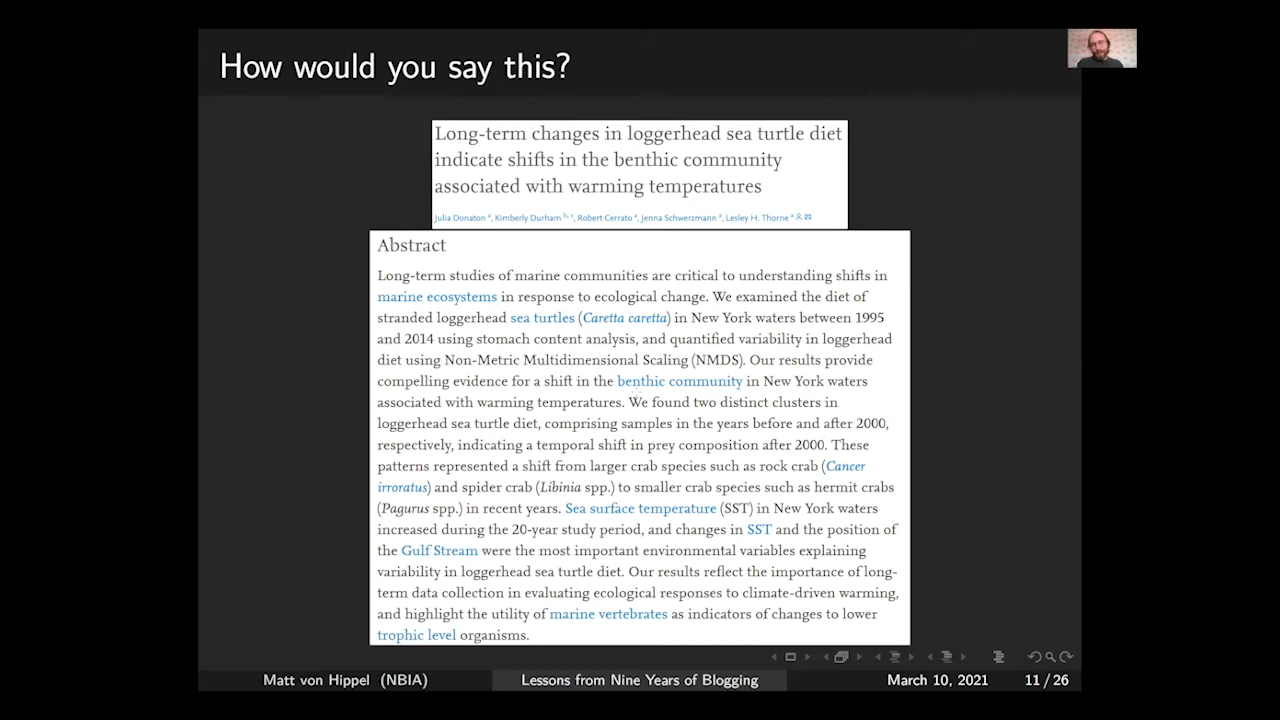 How would you say this?
Long-term changes in loggerhead sea turtle diet
indicate shifts in the benthic community
associated with warming temperatures
Julia Donaton a, Kimberly Durham b, c, Robert Cerrato a, Jenna Schwerzmann a, Lesley H. Thorne a
Abstract
Long-term studies of marine communities are critical to understanding shifts in
marine ecosystems in response to ecological change. We examined the diet of
stranded loggerhead sea turtles (Caretta caretta) in New York waters between 1995
and 2014 using stomach content analysis, and quantified variability in loggerhead
diet using Non-Metric Multidimensional Scaling (NMDS). Our results provide
compelling evidence for a shift in the benthic community in New York waters
associated with warming temperatures. We found two distinct clusters in
loggerhead sea turtle diet, comprising samples in the years before and after 2000,
respectively, indicating a temporal shift in prey composition after 2000. These
patterns represented a shift from larger crab species such as rock crab (Cancer
irroratus) and spider crab (Libinia spp.) to smaller crab species such as hermit crabs
(Pagurus spp.) in recent years. Sea surface temperature (SST) in New York waters
increased during the 20-year study period, and changes in SST and the position of
the Gulf Stream were the most important environmental variables explaining
variability in loggerhead sea turtle diet. Our results reflect the importance of long-
term data collection in evaluating ecological responses to climate-driven warming,
and highlight the utility of marine vertebrates as indicators of changes to lower
trophic level organisms.
Matt von Hippel (NBIA) Lessons from Nine Years of Blogging March 10, 2021 11 / 26